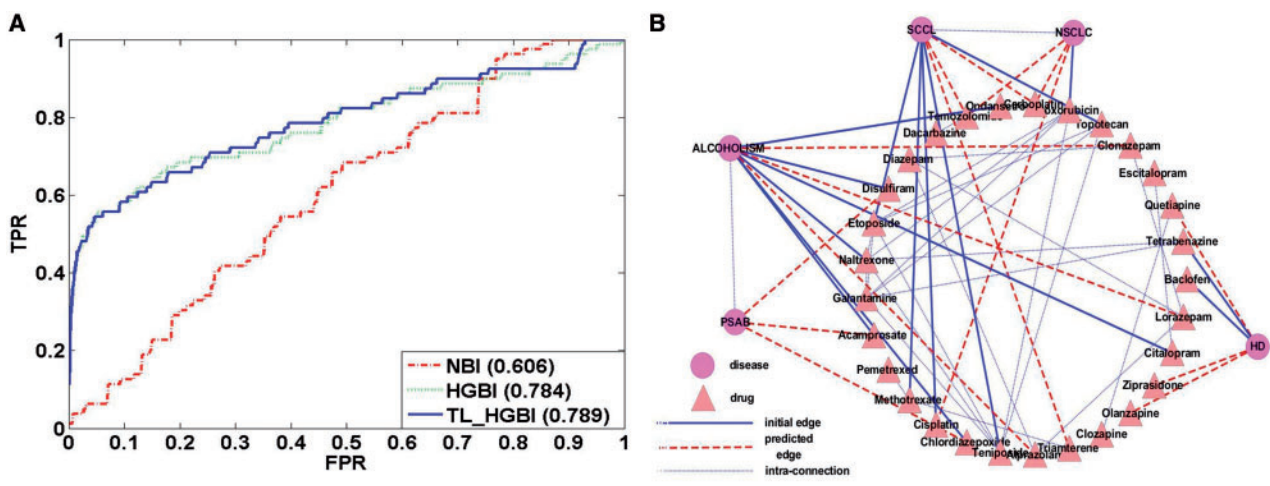 A
1
0.8
0.6
0.4
0.2
0
TPR
0 0.1 0.2 0.3 0.4 0.5 0.6 0.7 0.8 0.9 1
FPR
NBI (0.606)
HGBI (0.784)
TL_HGBI (0.789)
B
SCCL
NSCLC
ALCOHOLISM
PSAB
HD
Carboplatin
Temozolomi
Dacarbazine
Diazepam
Disulfiram
Etoposide
Naltrexone
Galantamine
Acamprosate
Pemetrexed
Methotrexate
Cisplatin
Chlordiazepoxide
Teniposide
Triamterene
Clozapine
Olanzapine
Ziprasidone
Citalopram
Lorazepam
Baclofen
Tetrabenazine
Quetiapine
Escitalopram
Clonazepam
Topotecan
oxorubicin
disease
drug
initial edge
predicted
edge
intra-connection